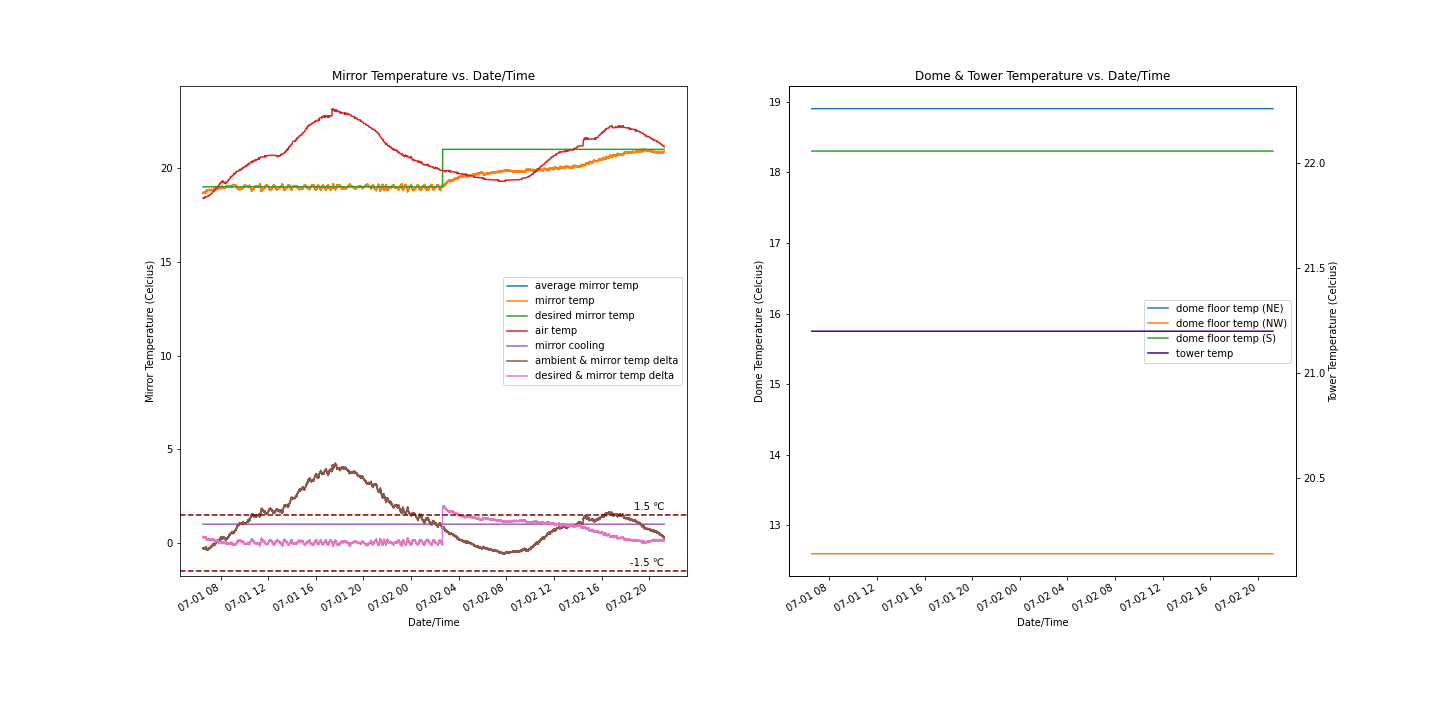 Mirror Temperature vs. Date/Time
Mirror Temperature (Celcius)
20
15
10
5
0
average mirror temp
mirror temp
desired mirror temp
air temp
mirror cooling
ambient & mirror temp delta
desired & mirror temp delta
1.5 °C
-1.5 °C
07-01 08
07-01 12
07-01 16
07-01 20
07-02 00
07-02 04
07-02 08
07-02 12
07-02 16
07-02 20
Date/Time
Dome & Tower Temperature vs. Date/Time
Dome Temperature (Celcius)
19
18
17
16
15
14
13
dome floor temp (NE)
dome floor temp (NW)
dome floor temp (S)
tower temp
22.0
21.5
21.0
20.5
Tower Temperature (Celcius)
07-01 08
07-01 12
07-01 16
07-01 20
07-02 00
07-02 04
07-02 08
07-02 12
07-02 16
07-02 20
Date/Time